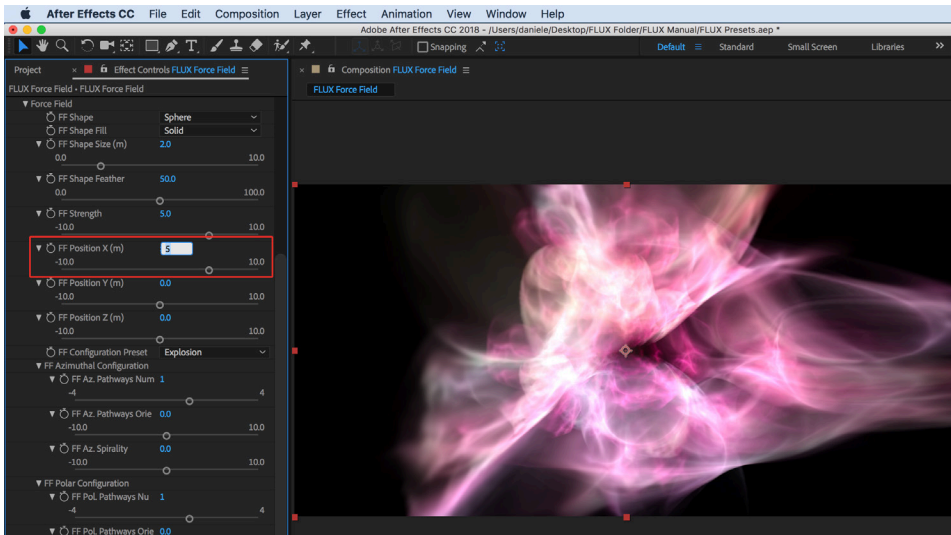 After Effects CC File Edit Composition Layer Effect Animation View Window Help
Adobe After Effects CC 2018 - /Users/daniele/Desktop/FLUX Folder/FLUX Manual/FLUX Presets.aep *
T Snapping Default Standard Small Screen Libraries >>
Project × Effect Controls FLUX Force Field × Composition FLUX Force Field
FLUX Force Field • FLUX Force Field FLUX Force Field
Force Field
FF Shape Sphere
FF Shape Fill Solid
FF Shape Size (m) 2.0
0.0 10.0
FF Shape Feather 50.0
0.0 100.0
FF Strength 5.0
-10.0 10.0
FF Position X (m) 5
-10.0 10.0
FF Position Y (m) 0.0
-10.0 10.0
FF Position Z (m) 0.0
-10.0 10.0
FF Configuration Preset Explosion
FF Azimuthal Configuration
FF Az. Pathways Num 1
-4 4
FF Az. Pathways Orie 0.0
-10.0 10.0
FF Az. Spirality 0.0
-10.0 10.0
FF Polar Configuration
FF Pol. Pathways Nu 1
-4 4
FF Pol. Pathways Orie 0.0